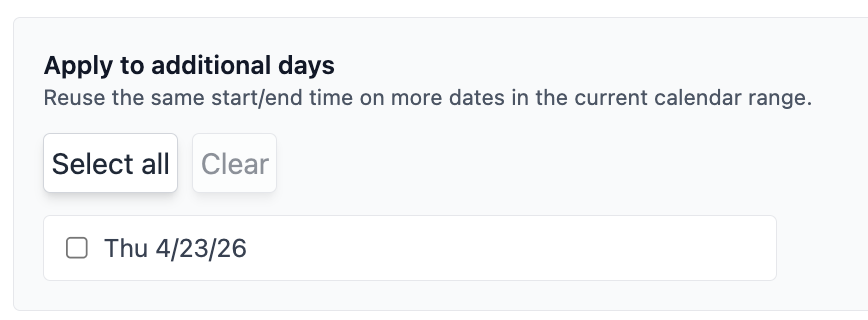 Apply to additional days
Reuse the same start/end time on more dates in the current calendar range.
Select all
Clear
Thu 4/23/26